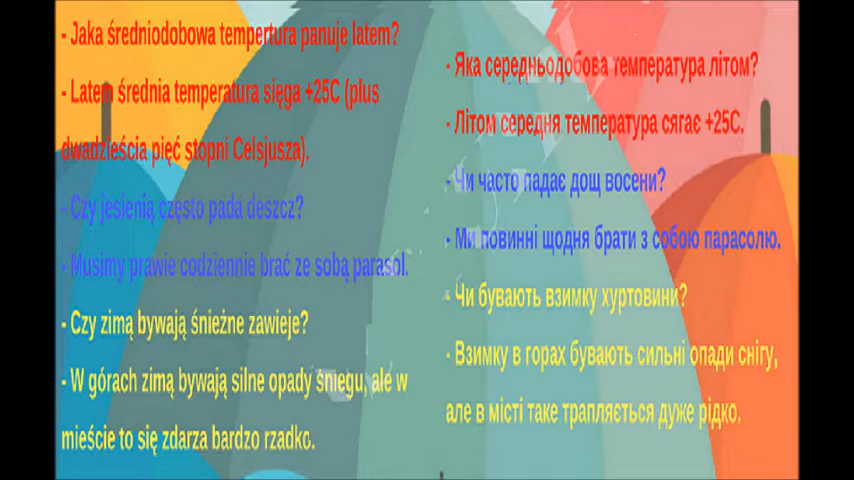 - Jaka średniodobowa tempertura panuje latem?
- Latem średnia temperatura sięga +25C (plus
dwadzieścia pięć stopni Celsjusza).
- Czy jesienią często pada deszcz?
- Musimy prawie codziennie brać ze sobą parasol.
- Czy zimą bywają śnieżne zawieje?
- W górach zimą bywają silne opady śniegu, ale w
mieście to się zdarza bardzo rzadko.
- Яка середньодобова температура літом?
- Літом середня температура сягає +25С.
- Чи часто падає дощ восени?
- Ми повинні щодня брати з собою парасолю.
- Чи бувають взимку хуртовини?
- Взимку в горах бувають сильні опади снігу,
але в місті таке трапляється дуже рідко.